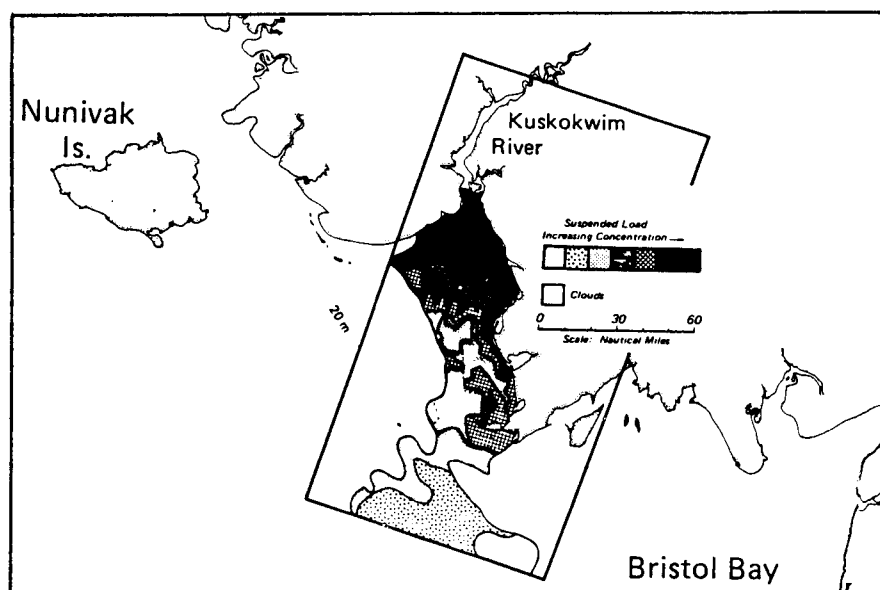 Nunivak
Is.
Kuskokwim
River
Suspended Load
Increasing Concentration
Clouds
20 m
0 30 60
Scale: Nautical Miles
Bristol Bay